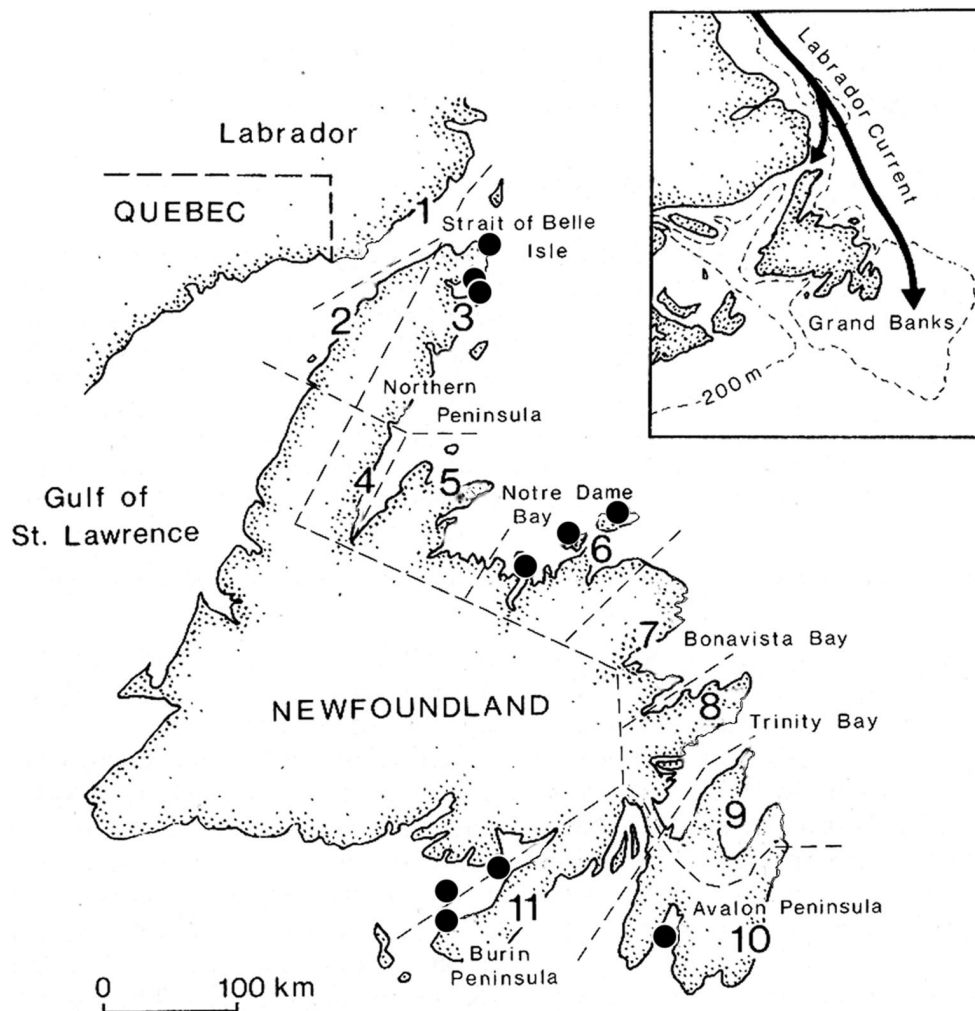 Labrador
QUEBEC
1
Strait of Belle
Isle
2
3
Northern
Peninsula
4
5
Notre Dame
Bay
6
Gulf of
St. Lawrence
7
Bonavista Bay
NEWFOUNDLAND
8
Trinity Bay
9
11
Avalon Peninsula
10
Burin
Peninsula
0 100 km
Labrador Current
Grand Banks
200 m